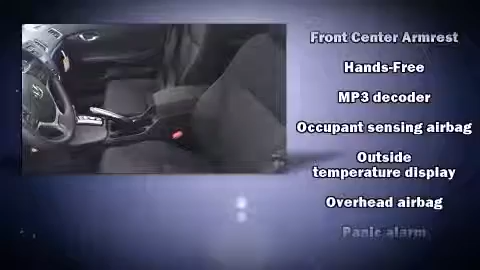 Front Center Armrest
Hands-Free
MP3 decoder
Occupant sensing airbag
Outside
temperature display
Overhead airbag
Panic alarm